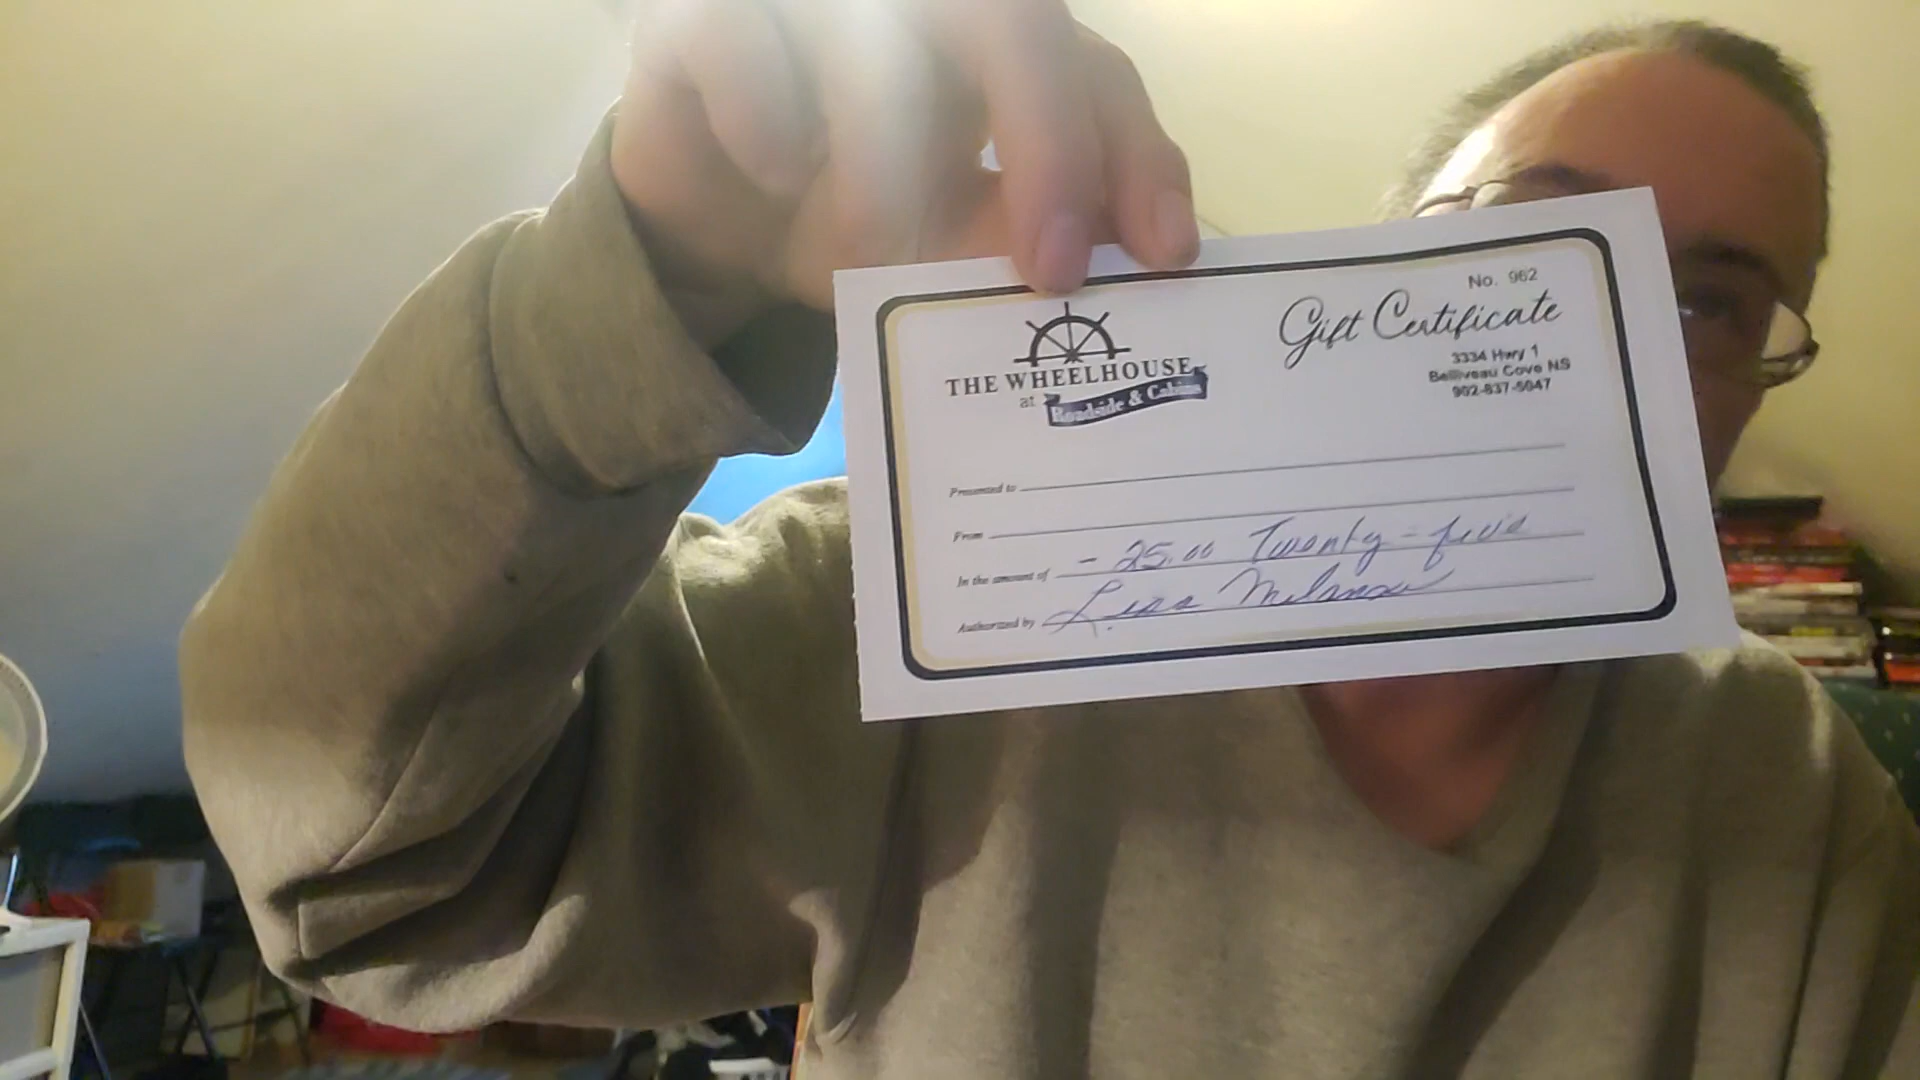 No. 962
Gift Certificate
3334 Hwy 1
Belliveau Cove NS
902-837-5047
THE WHEELHOUSE
at Roadside & Cabins
Presented to
From
In the amount of - 25.00 Twenty-five
Authorized by Lisa